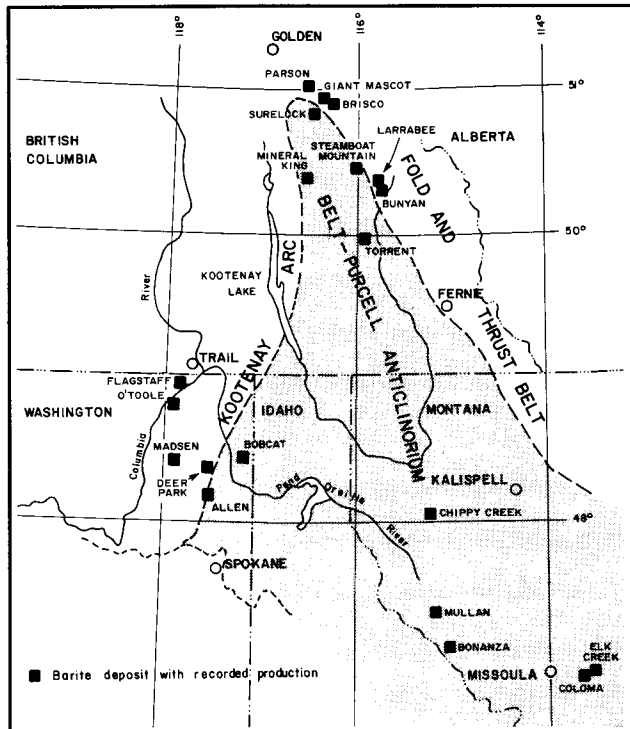 118°
116°
114°
GOLDEN
PARSON
51°
GIANT MASCOT
BRISCO
SURELOCK
LARRABEE
BRITISH
COLUMBIA
ALBERTA
STEAMBOAT
MOUNTAIN
MINERAL
KING
BUNYAN
FOLD AND
THRUST BELT
BELT-PURCELL ANTICLINORIUM
50°
TORRENT
KOOTENAY ARC
KOOTENAY
LAKE
River
FERNIE
TRAIL
FLAGSTAFF
O'TOOLE
WASHINGTON
IDAHO
MONTANA
MADSEN
BOBCAT
Columbia
DEER
PARK
ALLEN
Pend Oreille River
KALISPELL
CHIPPY CREEK
48°
SPOKANE
MULLAN
BONANZA
MISSOULA
ELK
CREEK
COLOMA
Barite deposit with recorded production